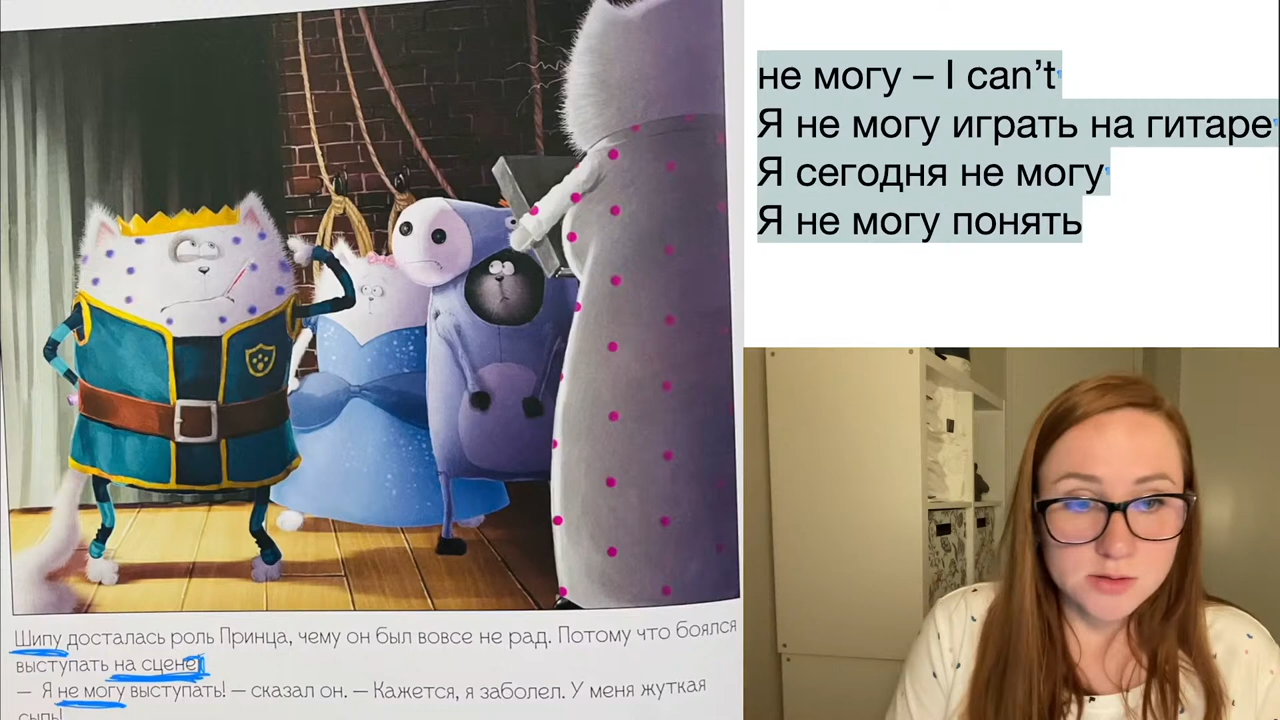 не могу – I can’t
Я не могу играть на гитаре
Я сегодня не могу
Я не могу понять
Шипу досталась роль Принца, чему он был вовсе не рад. Потому что боялся
выступать на сцене
— Я не могу выступать! — сказал он. — Кажется, я заболел. У меня жуткая
сыпь!